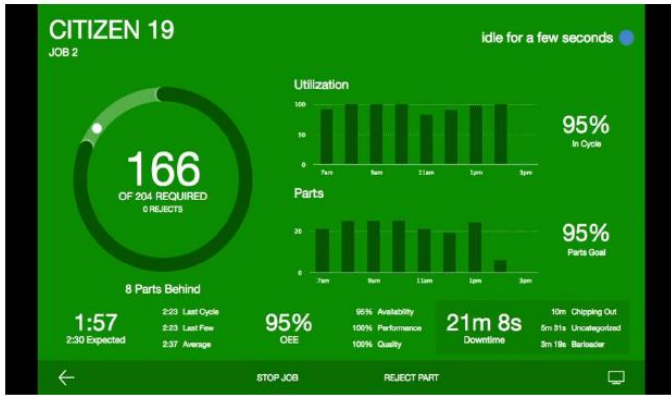 CITIZEN 19
JOB 2
idle for a few seconds
166
OF 204 REQUIRED
0 REJECTS
8 Parts Behind
Utilization
100
50
0
7am 9am 11am 1pm 3pm
95%
In Cycle
Parts
20
0
7am 9am 11am 1pm 3pm
95%
Parts Goal
1:57
2:30 Expected
2:23 Last Cycle
2:23 Last Few
2:37 Average
95%
OEE
95% Availability
100% Performance
100% Quality
21m 8s
Downtime
10m Chipping Out
5m 31s Uncategorized
3m 19s Barloader
STOP JOB
REJECT PART